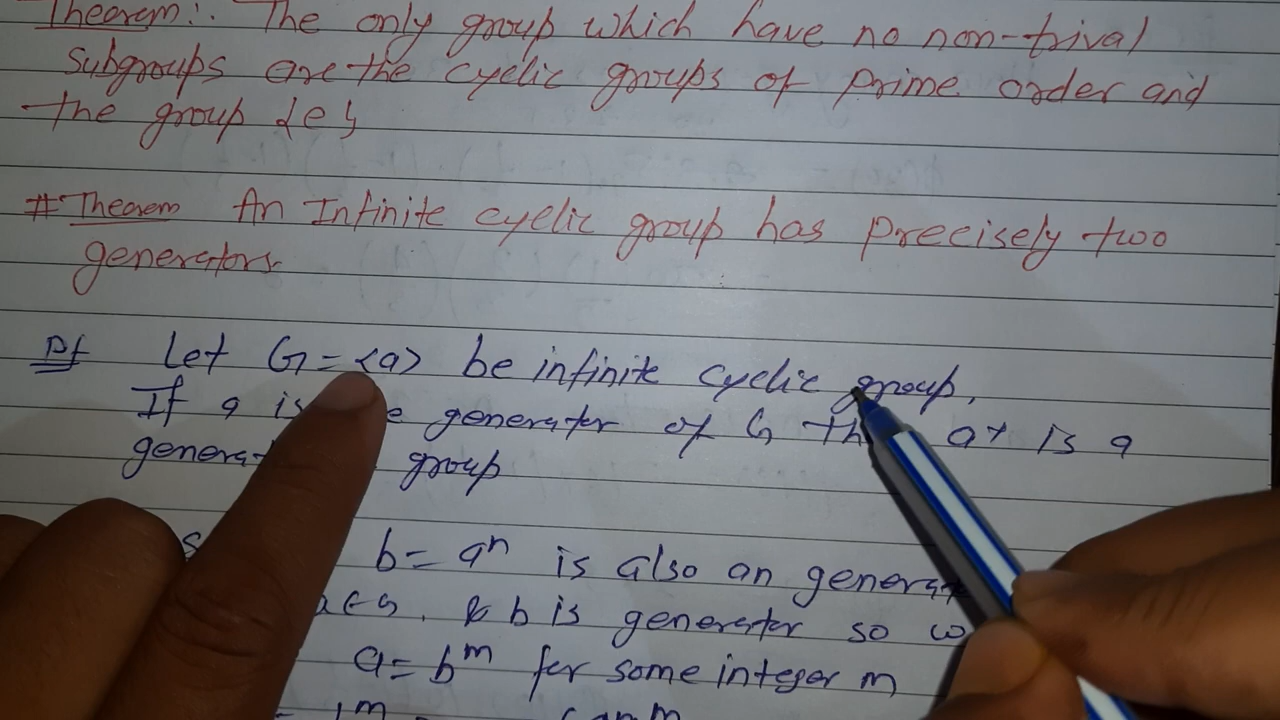 Theorem:. The only group which have no non-trival
Subgroups are the cyclic groups of prime order and
the group {e}
# Theorem An Infinite cyclic group has precisely two
generators
Pf Let G = <a> be infinite cyclic group,
If a is generator of G a⁻¹ is a
group
b = aⁿ is also an
& b is generator so
a = bᵐ for some integer m